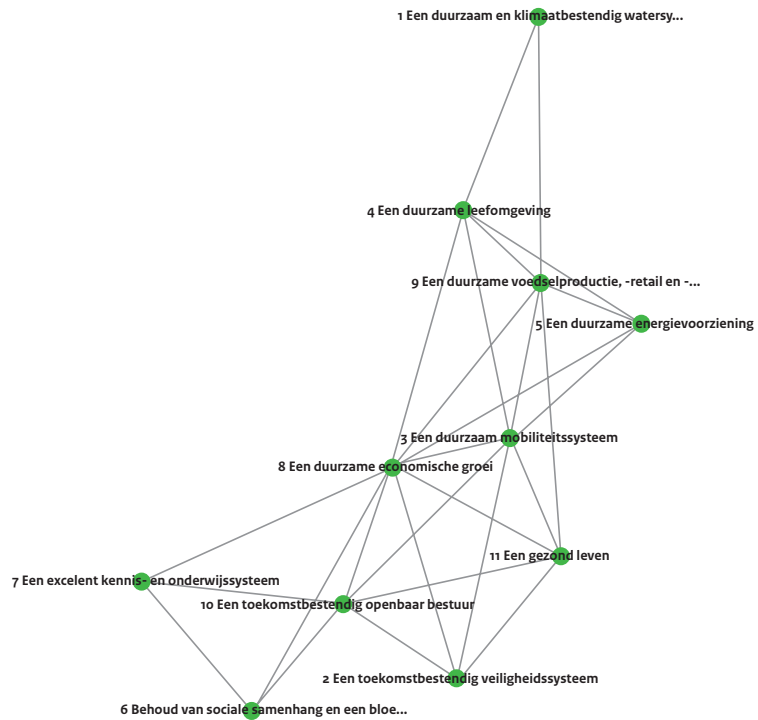 1 Een duurzaam en klimaatbestendig watersy...
4 Een duurzame leefomgeving
9 Een duurzame voedselproductie, -retail en -...
5 Een duurzame energievoorziening
3 Een duurzaam mobiliteitssysteem
8 Een duurzame economische groei
11 Een gezond leven
7 Een excelent kennis- en onderwijssysteem
10 Een toekomstbestendig openbaar bestuur
2 Een toekomstbestendig veiligheidssysteem
6 Behoud van sociale samenhang en een bloe...